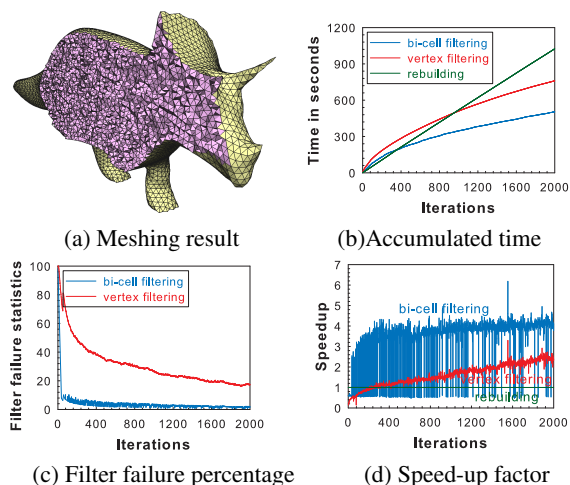 (a) Meshing result
1200
900
600
300
0
Time in seconds
bi-cell filtering
vertex filtering
rebuilding
0 400 800 1200 1600 2000
Iterations
(b)Accumulated time
100
80
60
40
20
0
Filter failure statistics
bi-cell filtering
vertex filtering
0 400 800 1200 1600 2000
Iterations
(c) Filter failure percentage
7
6
5
4
3
2
1
0
Speedup
bi-cell filtering
vertex filtering
rebuilding
0 400 800 1200 1600 2000
Iterations
(d) Speed-up factor